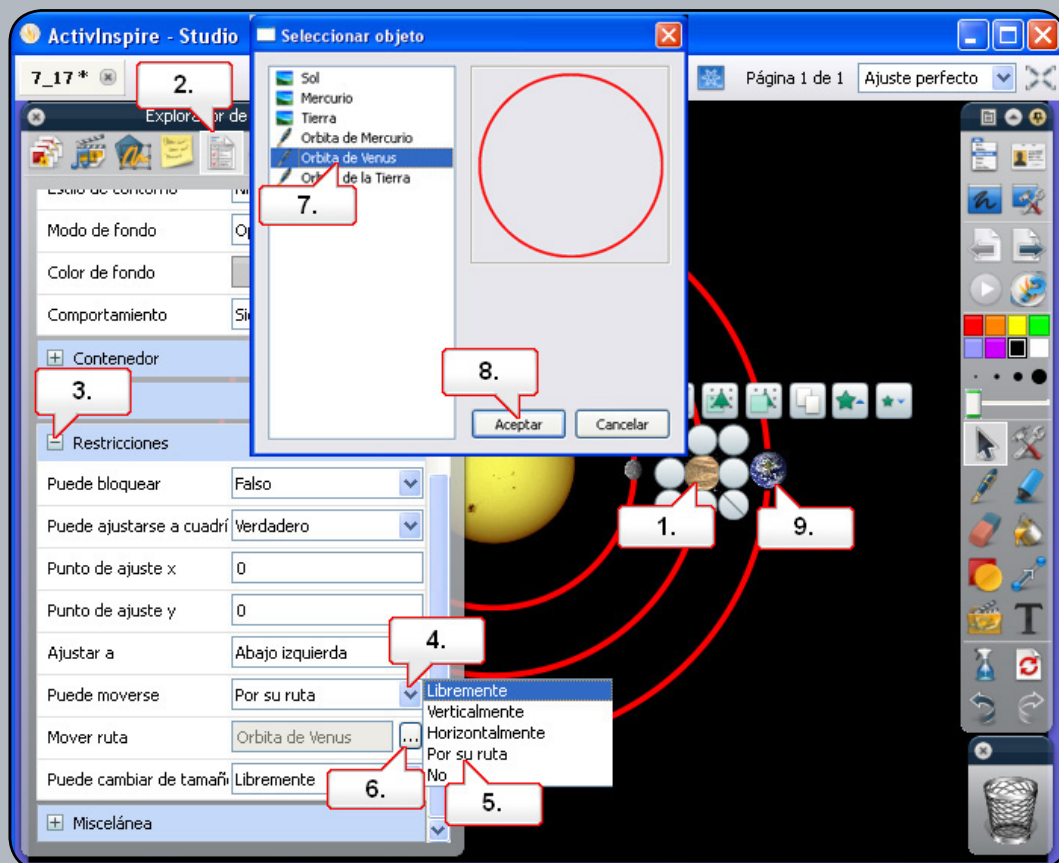 ActivInspire - Studio
Seleccionar objeto
7_17 *
2.
Página 1 de 1
Ajuste perfecto
Explorador de
Sol
Mercurio
Tierra
Orbita de Mercurio
Orbita de Venus
de la Tierra
7.
Estilo de contorno
Modo de fondo
Color de fondo
Comportamiento
Contenedor
3.
8.
Aceptar
Cancelar
Restricciones
Puede bloquear
Falso
Puede ajustarse a cuadrí
Verdadero
1.
9.
Punto de ajuste x
0
Punto de ajuste y
0
Ajustar a
Abajo izquierda
4.
Puede moverse
Por su ruta
Libremente
Verticalmente
Horizontalmente
Por su ruta
No
Mover ruta
Orbita de Venus
...
Puede cambiar de tamañ
Libremente
6.
5.
Miscelánea
T